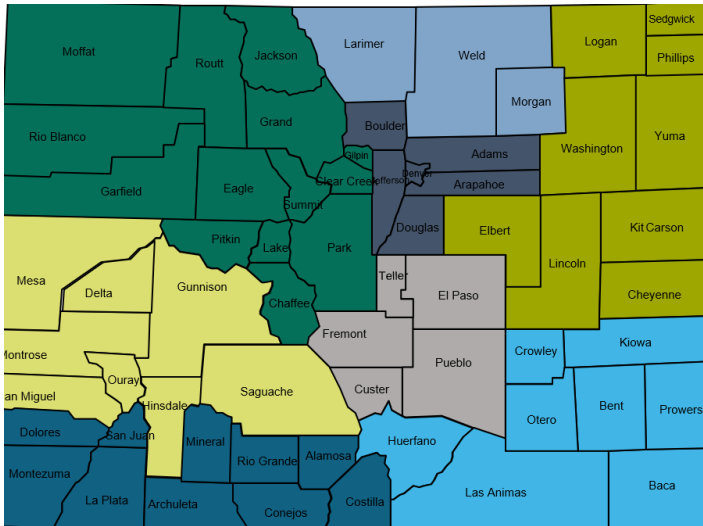 Sedgwick
Logan
Larimer
Weld
Moffat
Jackson
Routt
Phillips
Morgan
Grand
Boulder
Rio Blanco
Yuma
Washington
Gilpin
Adams
Denver
Clear Creek
Jefferson
Arapahoe
Garfield
Eagle
Summit
Douglas
Elbert
Kit Carson
Pitkin
Lake
Park
Lincoln
Mesa
Gunnison
Teller
Delta
El Paso
Cheyenne
Chaffee
Fremont
Montrose
Crowley
Kiowa
Ouray
Pueblo
an Miguel
Hinsdale
Saguache
Custer
Bent
Prowers
Otero
Dolores
San Juan
Mineral
Huerfano
Alamosa
Rio Grande
Montezuma
La Plata
Archuleta
Costilla
Las Animas
Baca
Conejos